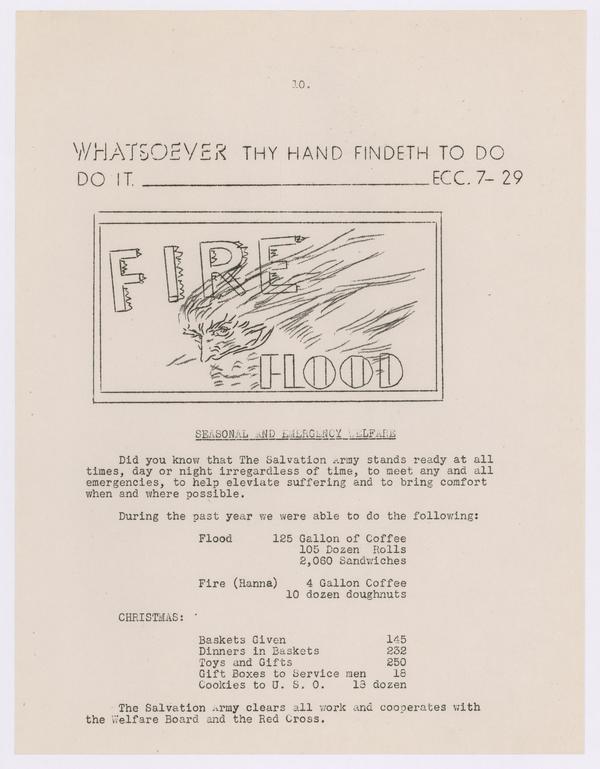 10.
WHATSOEVER THY HAND FINDETH TO DO
DO IT. ECC. 7-29
FIRE
FLOOD
SEASONAL AND EMERGENCY WELFARE
Did you know that The Salvation Army stands ready at all
times, day or night irregardless of time, to meet any and all
emergencies, to help eleviate suffering and to bring comfort
when and where possible.
During the past year we were able to do the following:
Flood 125 Gallon of Coffee
105 Dozen Rolls
2,060 Sandwiches
Fire (Hanna) 4 Gallon Coffee
10 dozen doughnuts
CHRISTMAS:
Baskets Given 145
Dinners in Baskets 232
Toys and Gifts 250
Gift Boxes to Service men 18
Cookies to U. S. O. 13 dozen
The Salvation Army clears all work and cooperates with
the Welfare Board and the Red Cross.